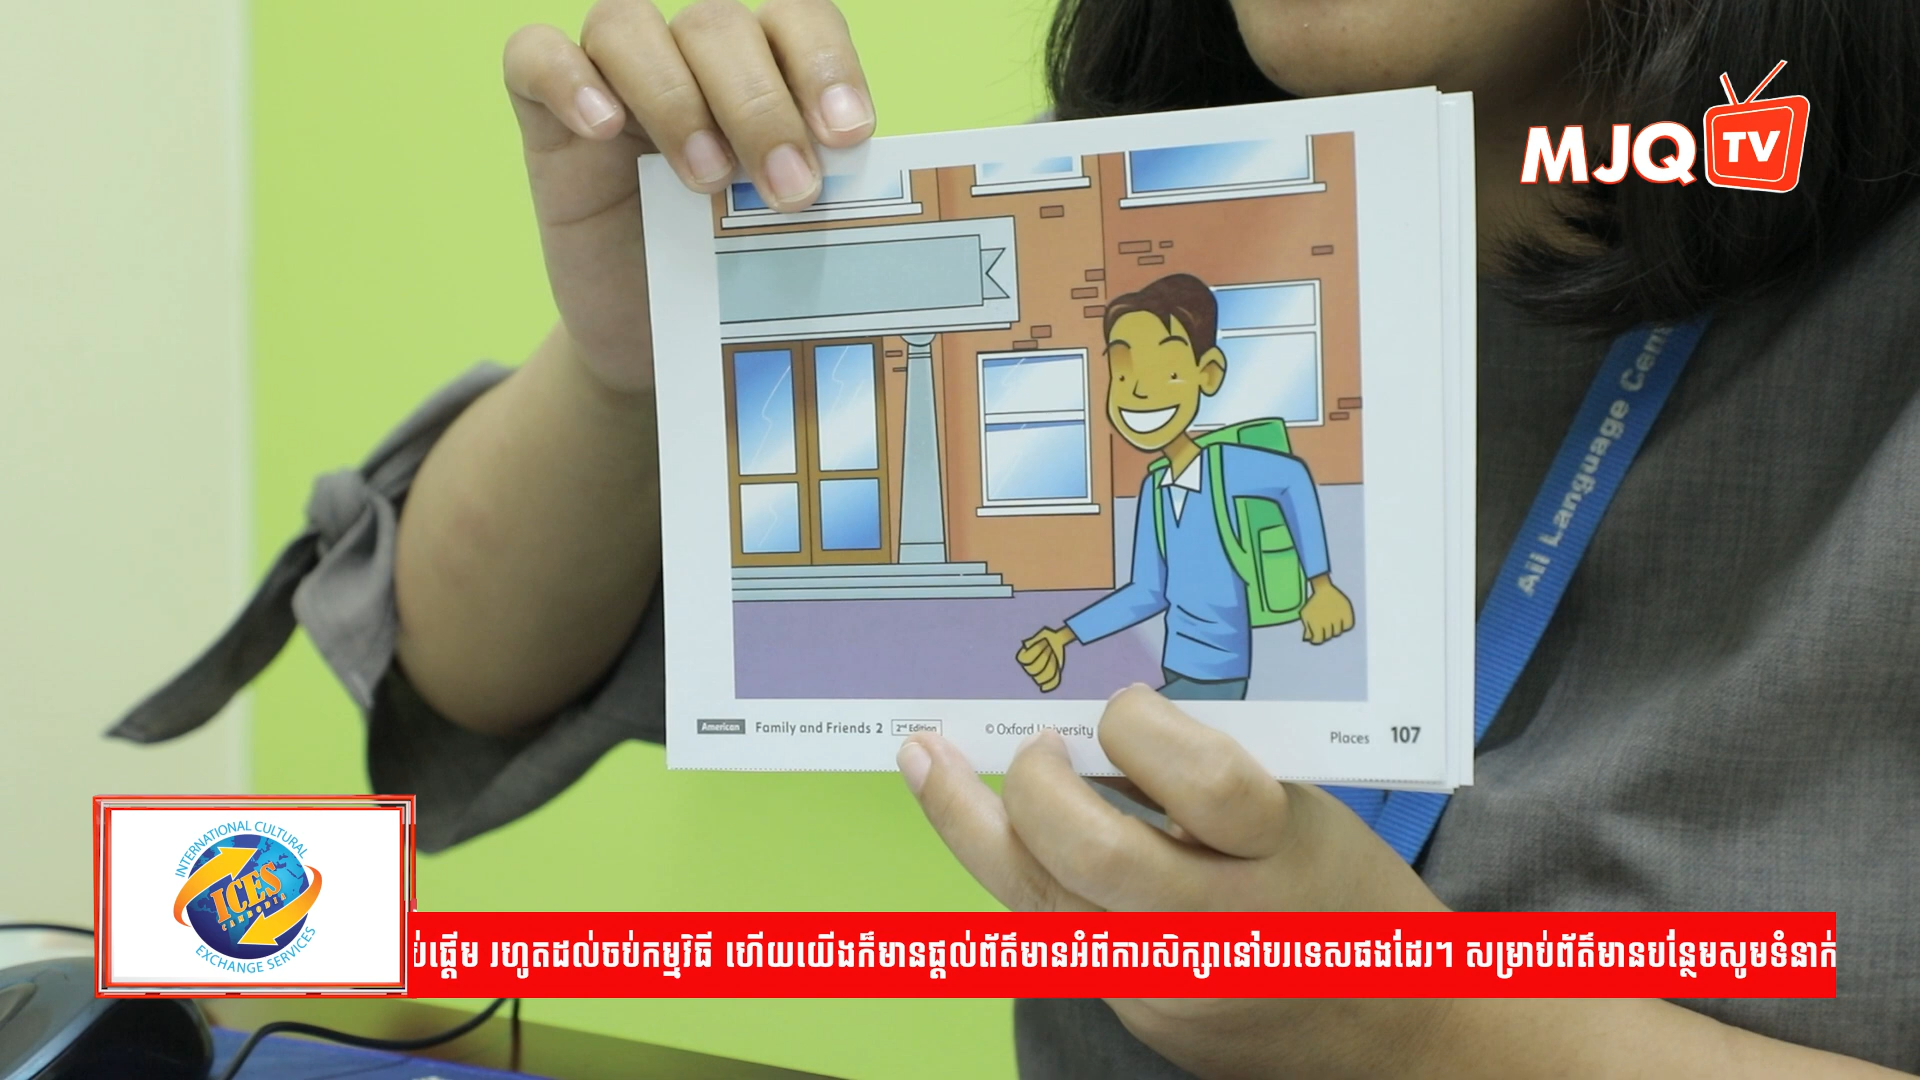 MJQ TV
Aii Language Cent
American Family and Friends 2 2nd Edition © Oxford University
Places 107
INTERNATIONAL CULTURAL
ICES
CAMBODIA
EXCHANGE SERVICES
ប់ផ្តើម រហូតដល់ចប់កម្មវិធី ហើយយើងក៏មានផ្តល់ព័ត៌មានអំពីការសិក្សានៅបរទេសផងដែរ។ សម្រាប់ព័ត៌មានបន្ថែមសូមទំនាក់